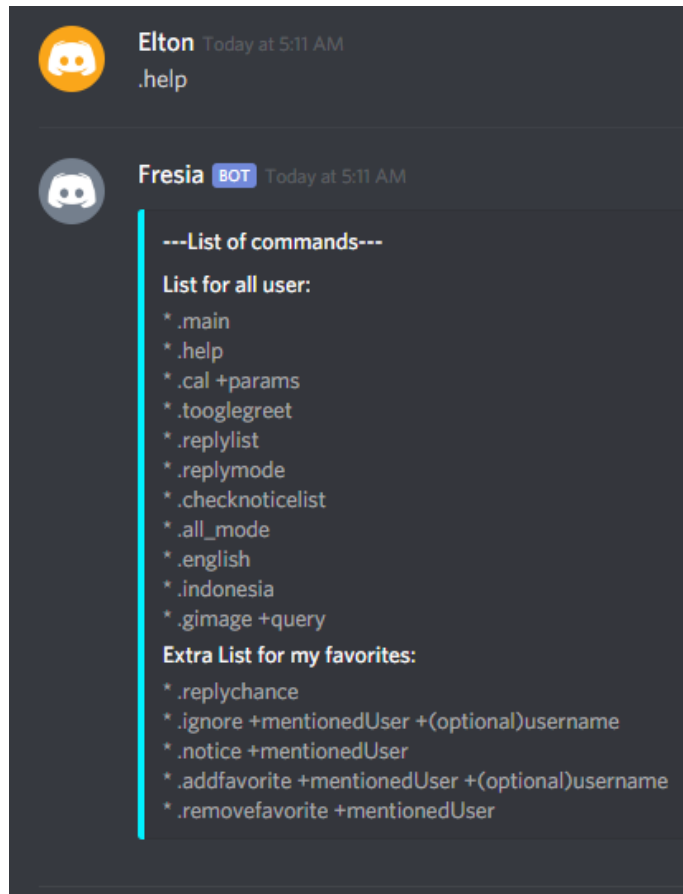 Elton Today at 5:11 AM
.help
Fresia BOT Today at 5:11 AM
---List of commands---
List for all user:
* .main
* .help
* .cal +params
* .tooglegreet
* .replylist
* .replymode
* .checknoticelist
* .all_mode
* .english
* .indonesia
* .gimage +query
Extra List for my favorites:
* .replychance
* .ignore +mentionedUser +(optional)username
* .notice +mentionedUser
* .addfavorite +mentionedUser +(optional)username
* .removefavorite +mentionedUser